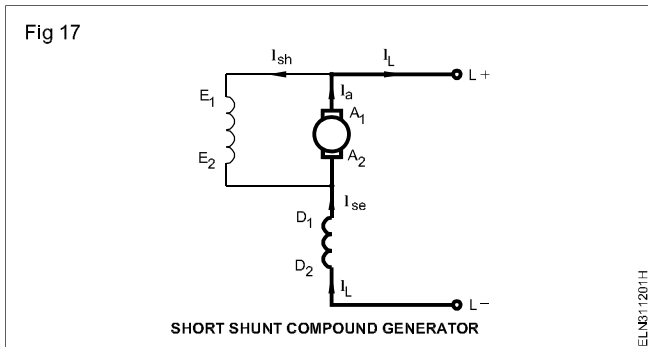 Fig 17
Ish
IL
L +
E1
Ia
A1
E2
A2
Ise
D1
D2
IL
L −
SHORT SHUNT COMPOUND GENERATOR
ELN311201H